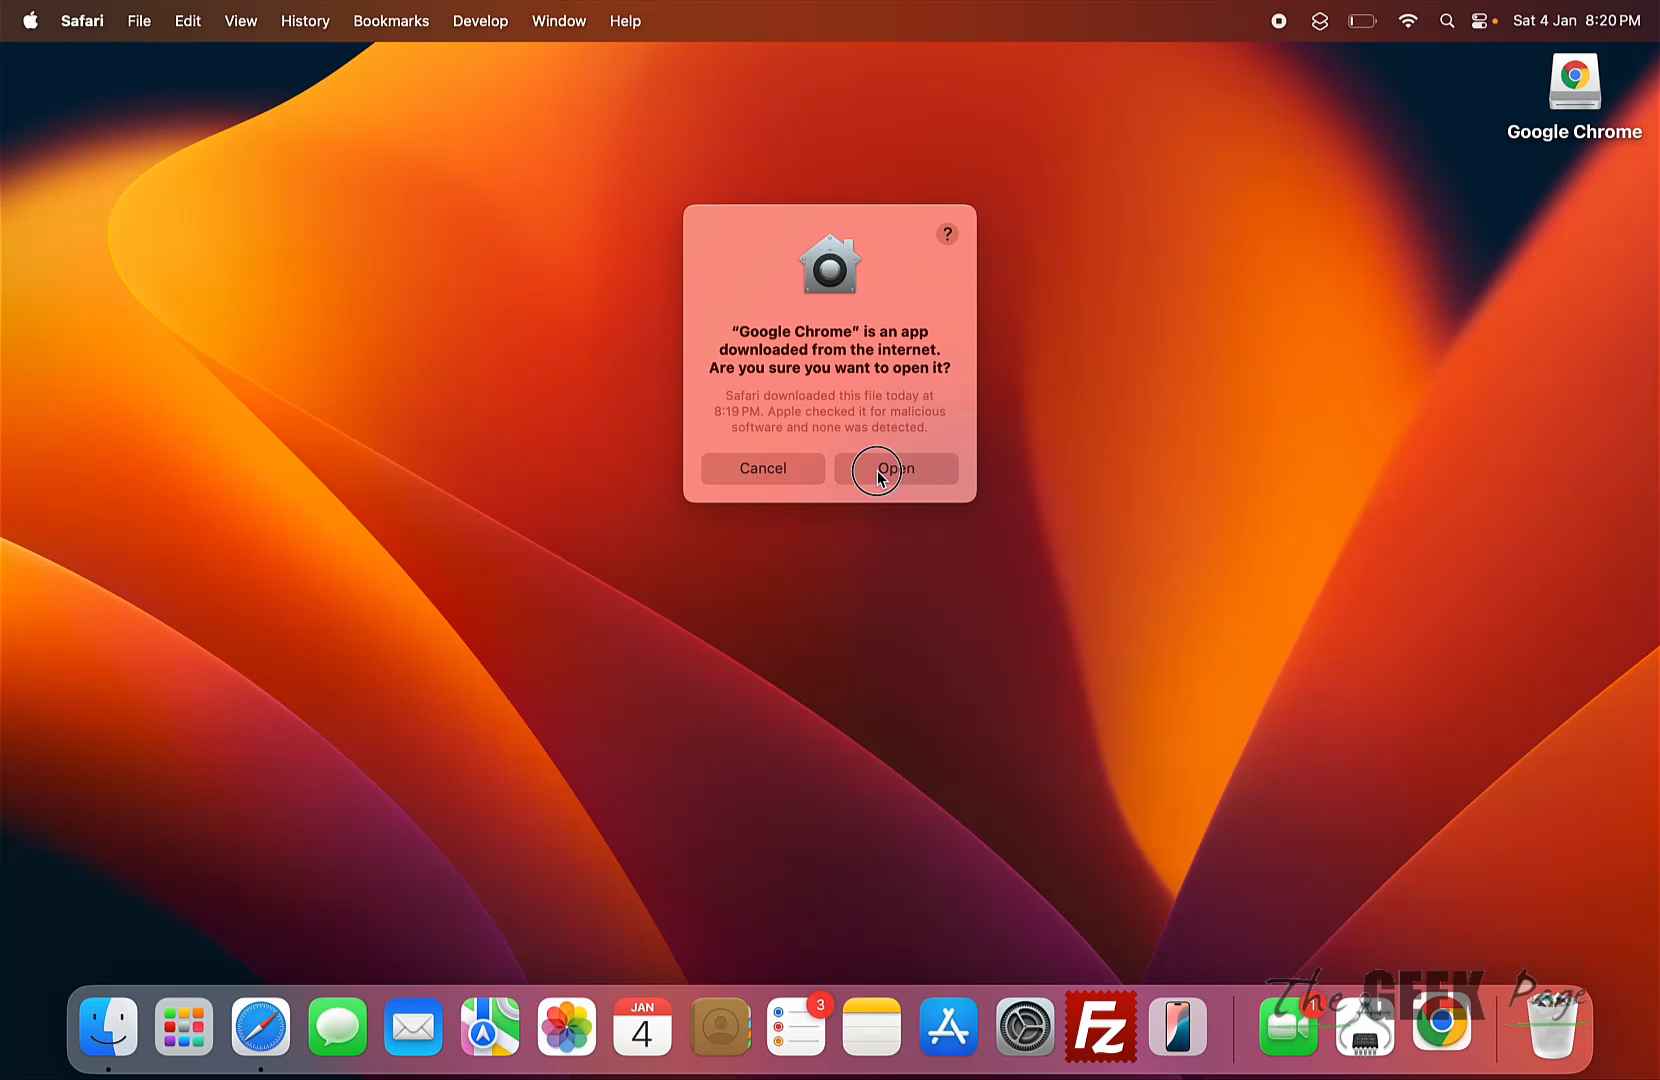 Safari File Edit View History Bookmarks Develop Window Help
Sat 4 Jan 8:20 PM
Google Chrome
?
“Google Chrome” is an app
downloaded from the internet.
Are you sure you want to open it?
Safari downloaded this file today at
8:19 PM. Apple checked it for malicious
software and none was detected.
Cancel
Open
JAN
4
3
FZ
1
The GEEK Page